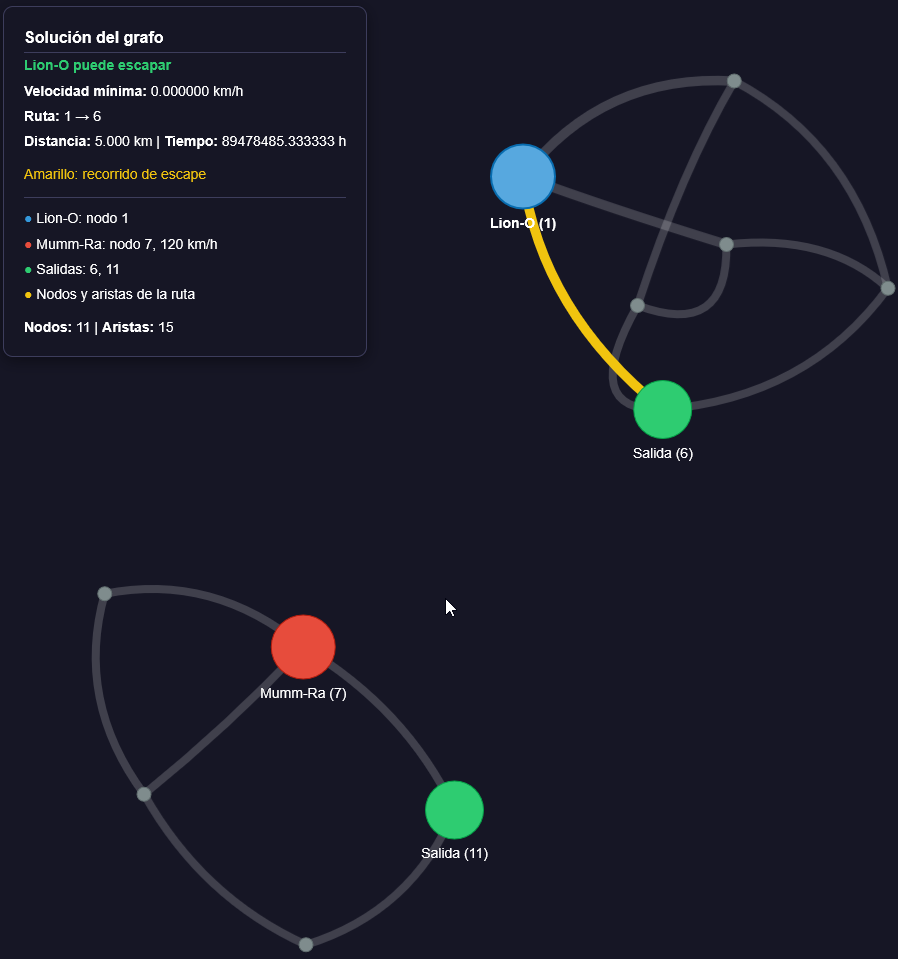 Solución del grafo
Lion-O puede escapar
Velocidad mínima: 0.000000 km/h
Ruta: 1 → 6
Distancia: 5.000 km | Tiempo: 89478485.333333 h
Amarillo: recorrido de escape
● Lion-O: nodo 1
● Mumm-Ra: nodo 7, 120 km/h
● Salidas: 6, 11
● Nodos y aristas de la ruta
Nodos: 11 | Aristas: 15
Lion-O (1)
Salida (6)
Mumm-Ra (7)
Salida (11)